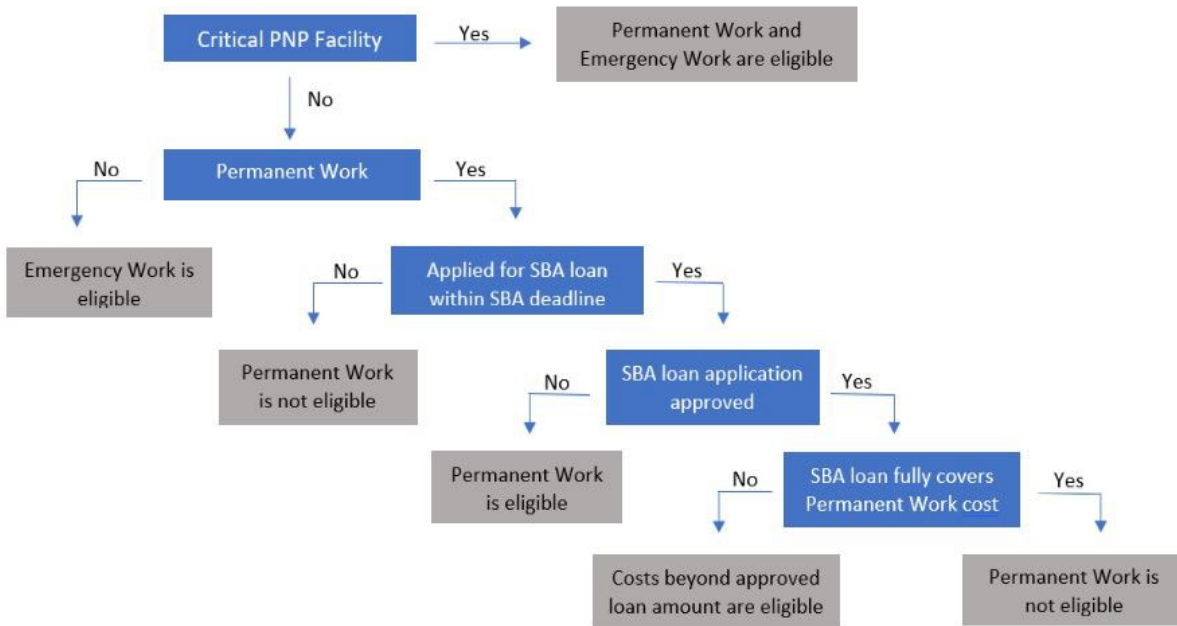 Critical PNP Facility
Yes
Permanent Work and
Emergency Work are eligible
No
No
Permanent Work
Yes
Emergency Work is
eligible
No
Applied for SBA loan
within SBA deadline
Yes
Permanent Work
is not eligible
No
SBA loan application
approved
Yes
Permanent Work
is eligible
No
SBA loan fully covers
Permanent Work cost
Yes
Costs beyond approved
loan amount are eligible
Permanent Work is
not eligible